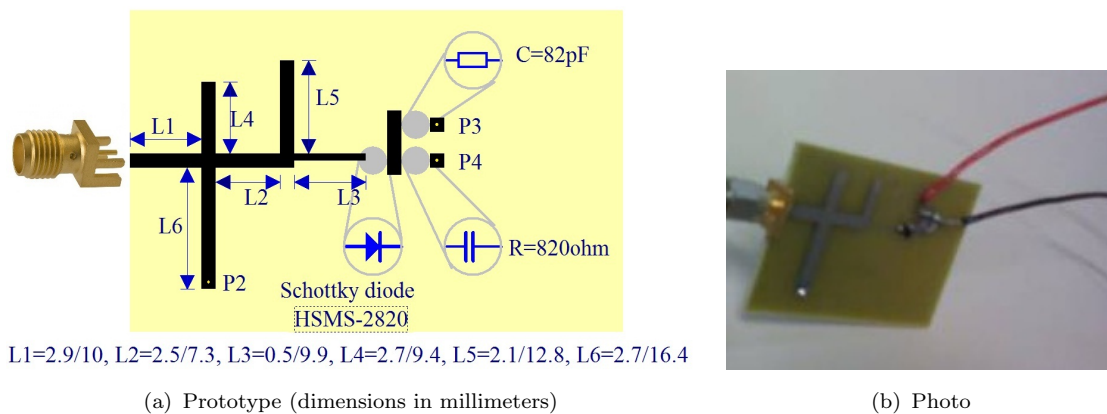 C=82pF
L5
L4
L1
P3
P4
L2
L3
L6
R=820ohm
P2
Schottky diode
HSMS-2820
L1=2.9/10, L2=2.5/7.3, L3=0.5/9.9, L4=2.7/9.4, L5=2.1/12.8, L6=2.7/16.4
(a) Prototype (dimensions in millimeters)
(b) Photo